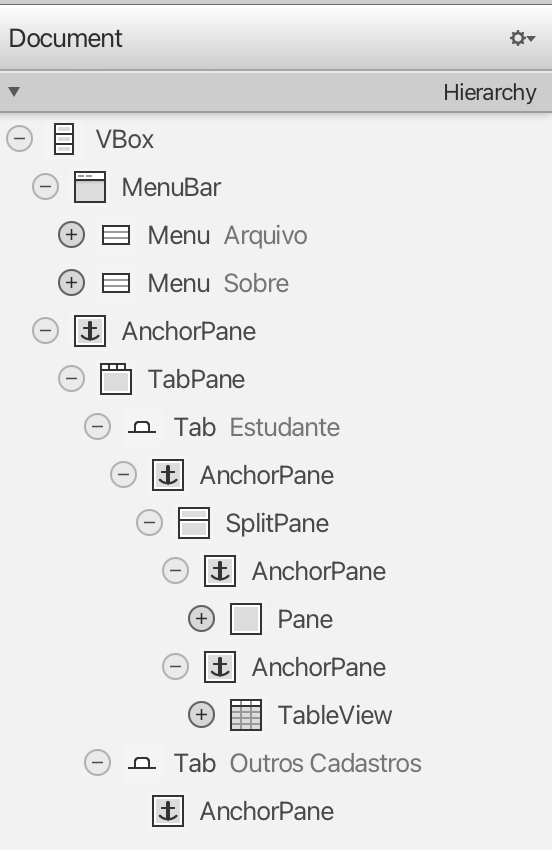 Document
Hierarchy
VBox
MenuBar
Menu Arquivo
Menu Sobre
AnchorPane
TabPane
Tab Estudante
AnchorPane
SplitPane
AnchorPane
Pane
AnchorPane
TableView
Tab Outros Cadastros
AnchorPane